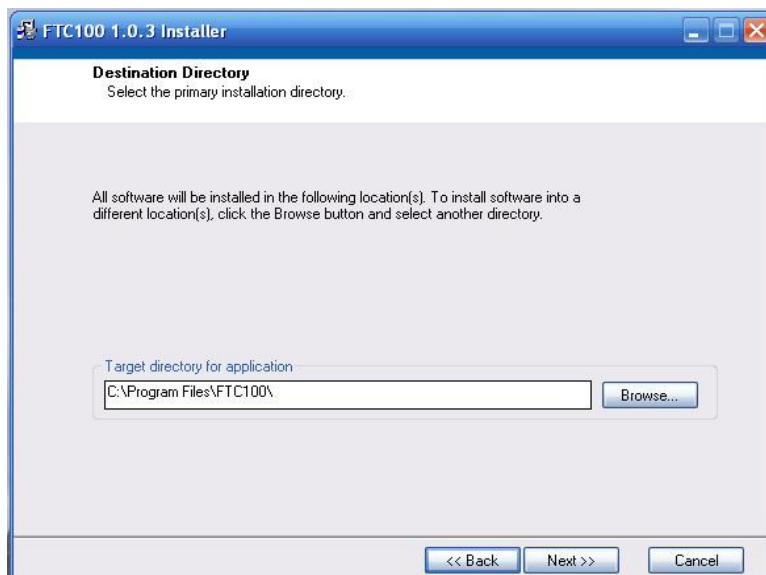 FTC100 1.0.3 Installer
Destination Directory
Select the primary installation directory.
All software will be installed in the following location(s). To install software into a
different location(s), click the Browse button and select another directory.
Target directory for application
C:\Program Files\FTC100\
Browse...
<< Back
Next >>
Cancel